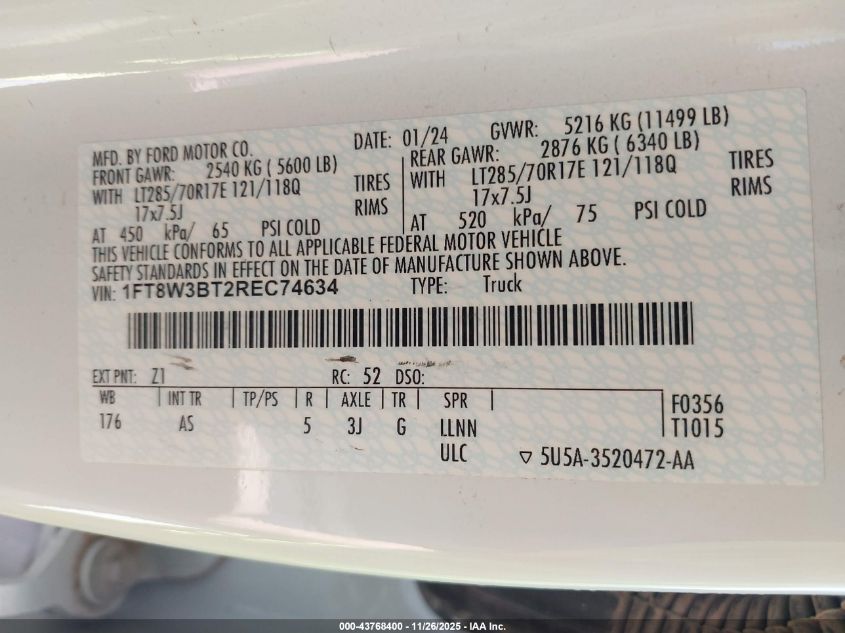 MFD. BY FORD MOTOR CO. DATE: 01/24 GVWR: 5216 KG (11499 LB)
FRONT GAWR: 2540 KG ( 5600 LB) REAR GAWR: 2876 KG ( 6340 LB)
WITH LT285/70R17E 121/118Q TIRES WITH LT285/70R17E 121/118Q TIRES
17x7.5J RIMS 17x7.5J RIMS
AT 450 kPa/ 65 PSI COLD AT 520 kPa/ 75 PSI COLD
THIS VEHICLE CONFORMS TO ALL APPLICABLE FEDERAL MOTOR VEHICLE
SAFETY STANDARDS IN EFFECT ON THE DATE OF MANUFACTURE SHOWN ABOVE.
VIN: 1FT8W3BT2REC74634 TYPE: Truck
EXT PNT: Z1 RC: 52 DSO:
WB INT TR TP/PS R AXLE TR SPR F0356
176 AS 5 3J G LLNN T1015
ULC ▽ 5U5A-3520472-AA
000-43768400 - 11/26/2025 - IAA Inc.